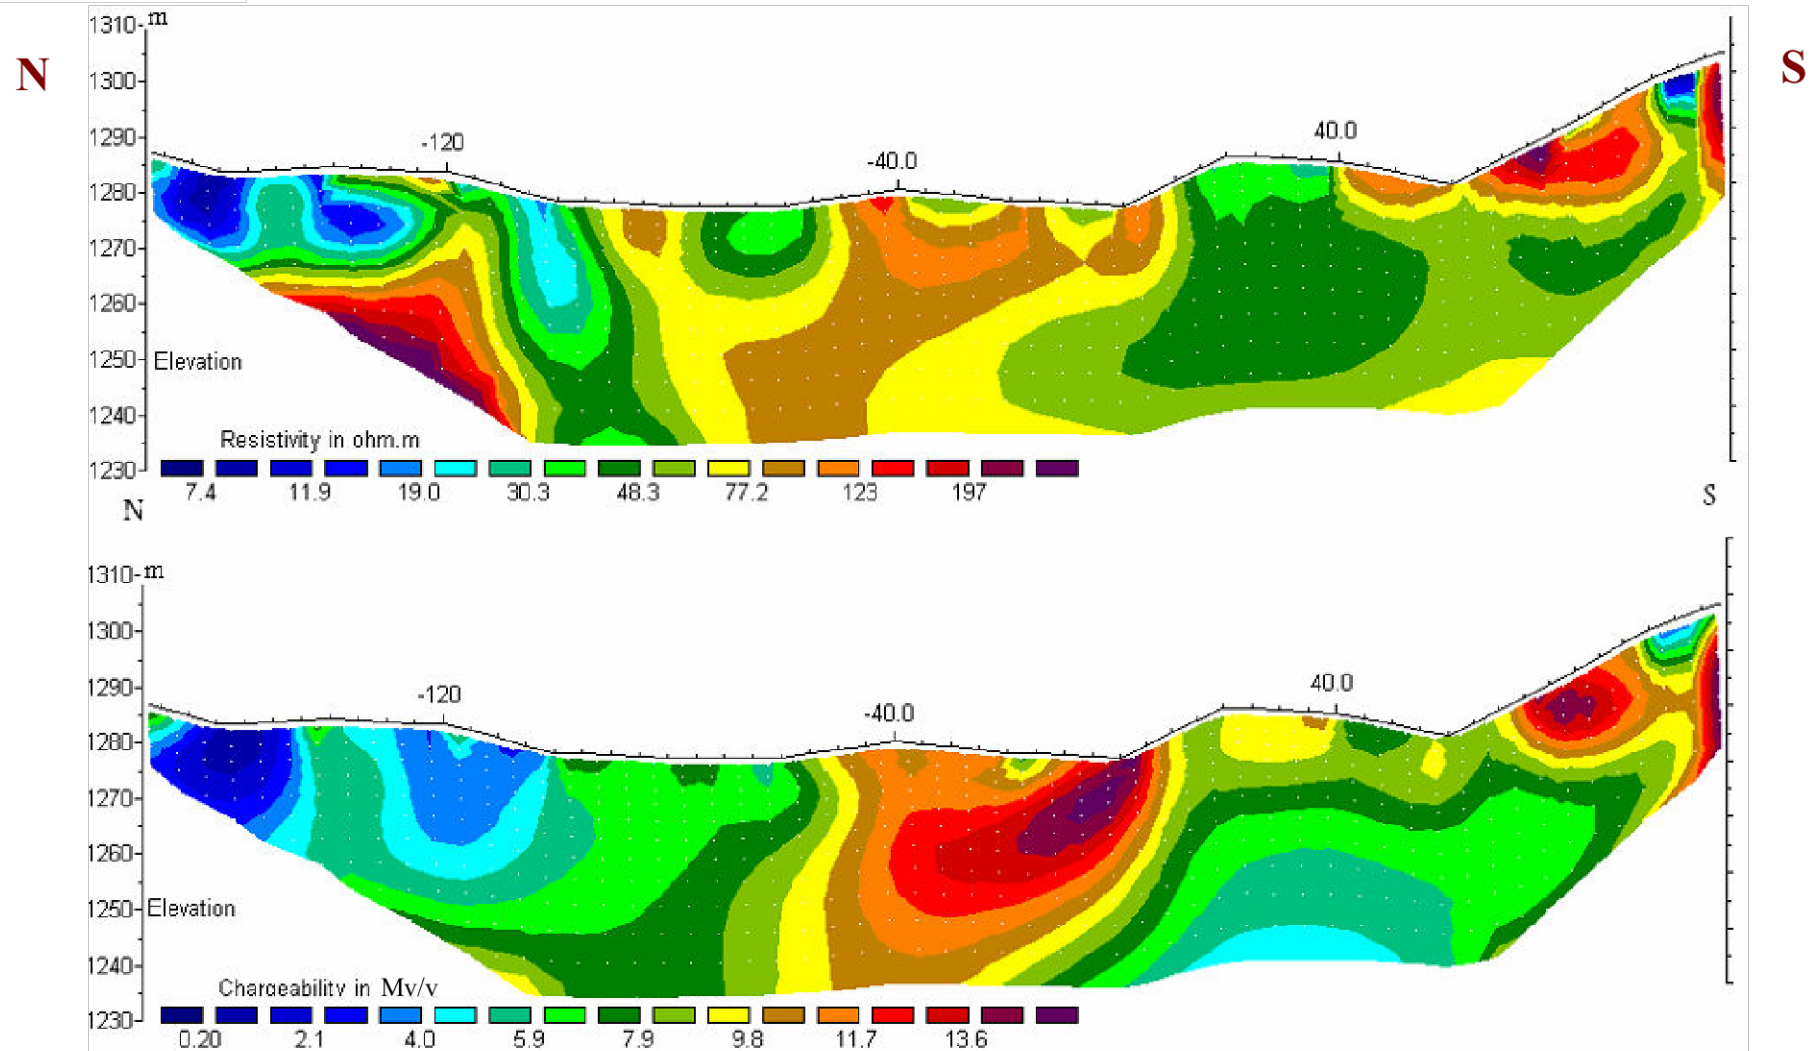 1310- m
N
S
1300-
1290-
-120
40.0
-40.0
1280-
1270-
1260-
1250-
Elevation
1240-
Resistivity in ohm.m
1230-
7.4 11.9 19.0 30.3 48.3 77.2 123 197
N
S
1310- m
1300-
1290-
-120
40.0
-40.0
1280-
1270-
1260-
1250-
Elevation
1240-
Chargeability in Mv/v
1230-
0.20 2.1 4.0 5.9 7.9 9.8 11.7 13.6